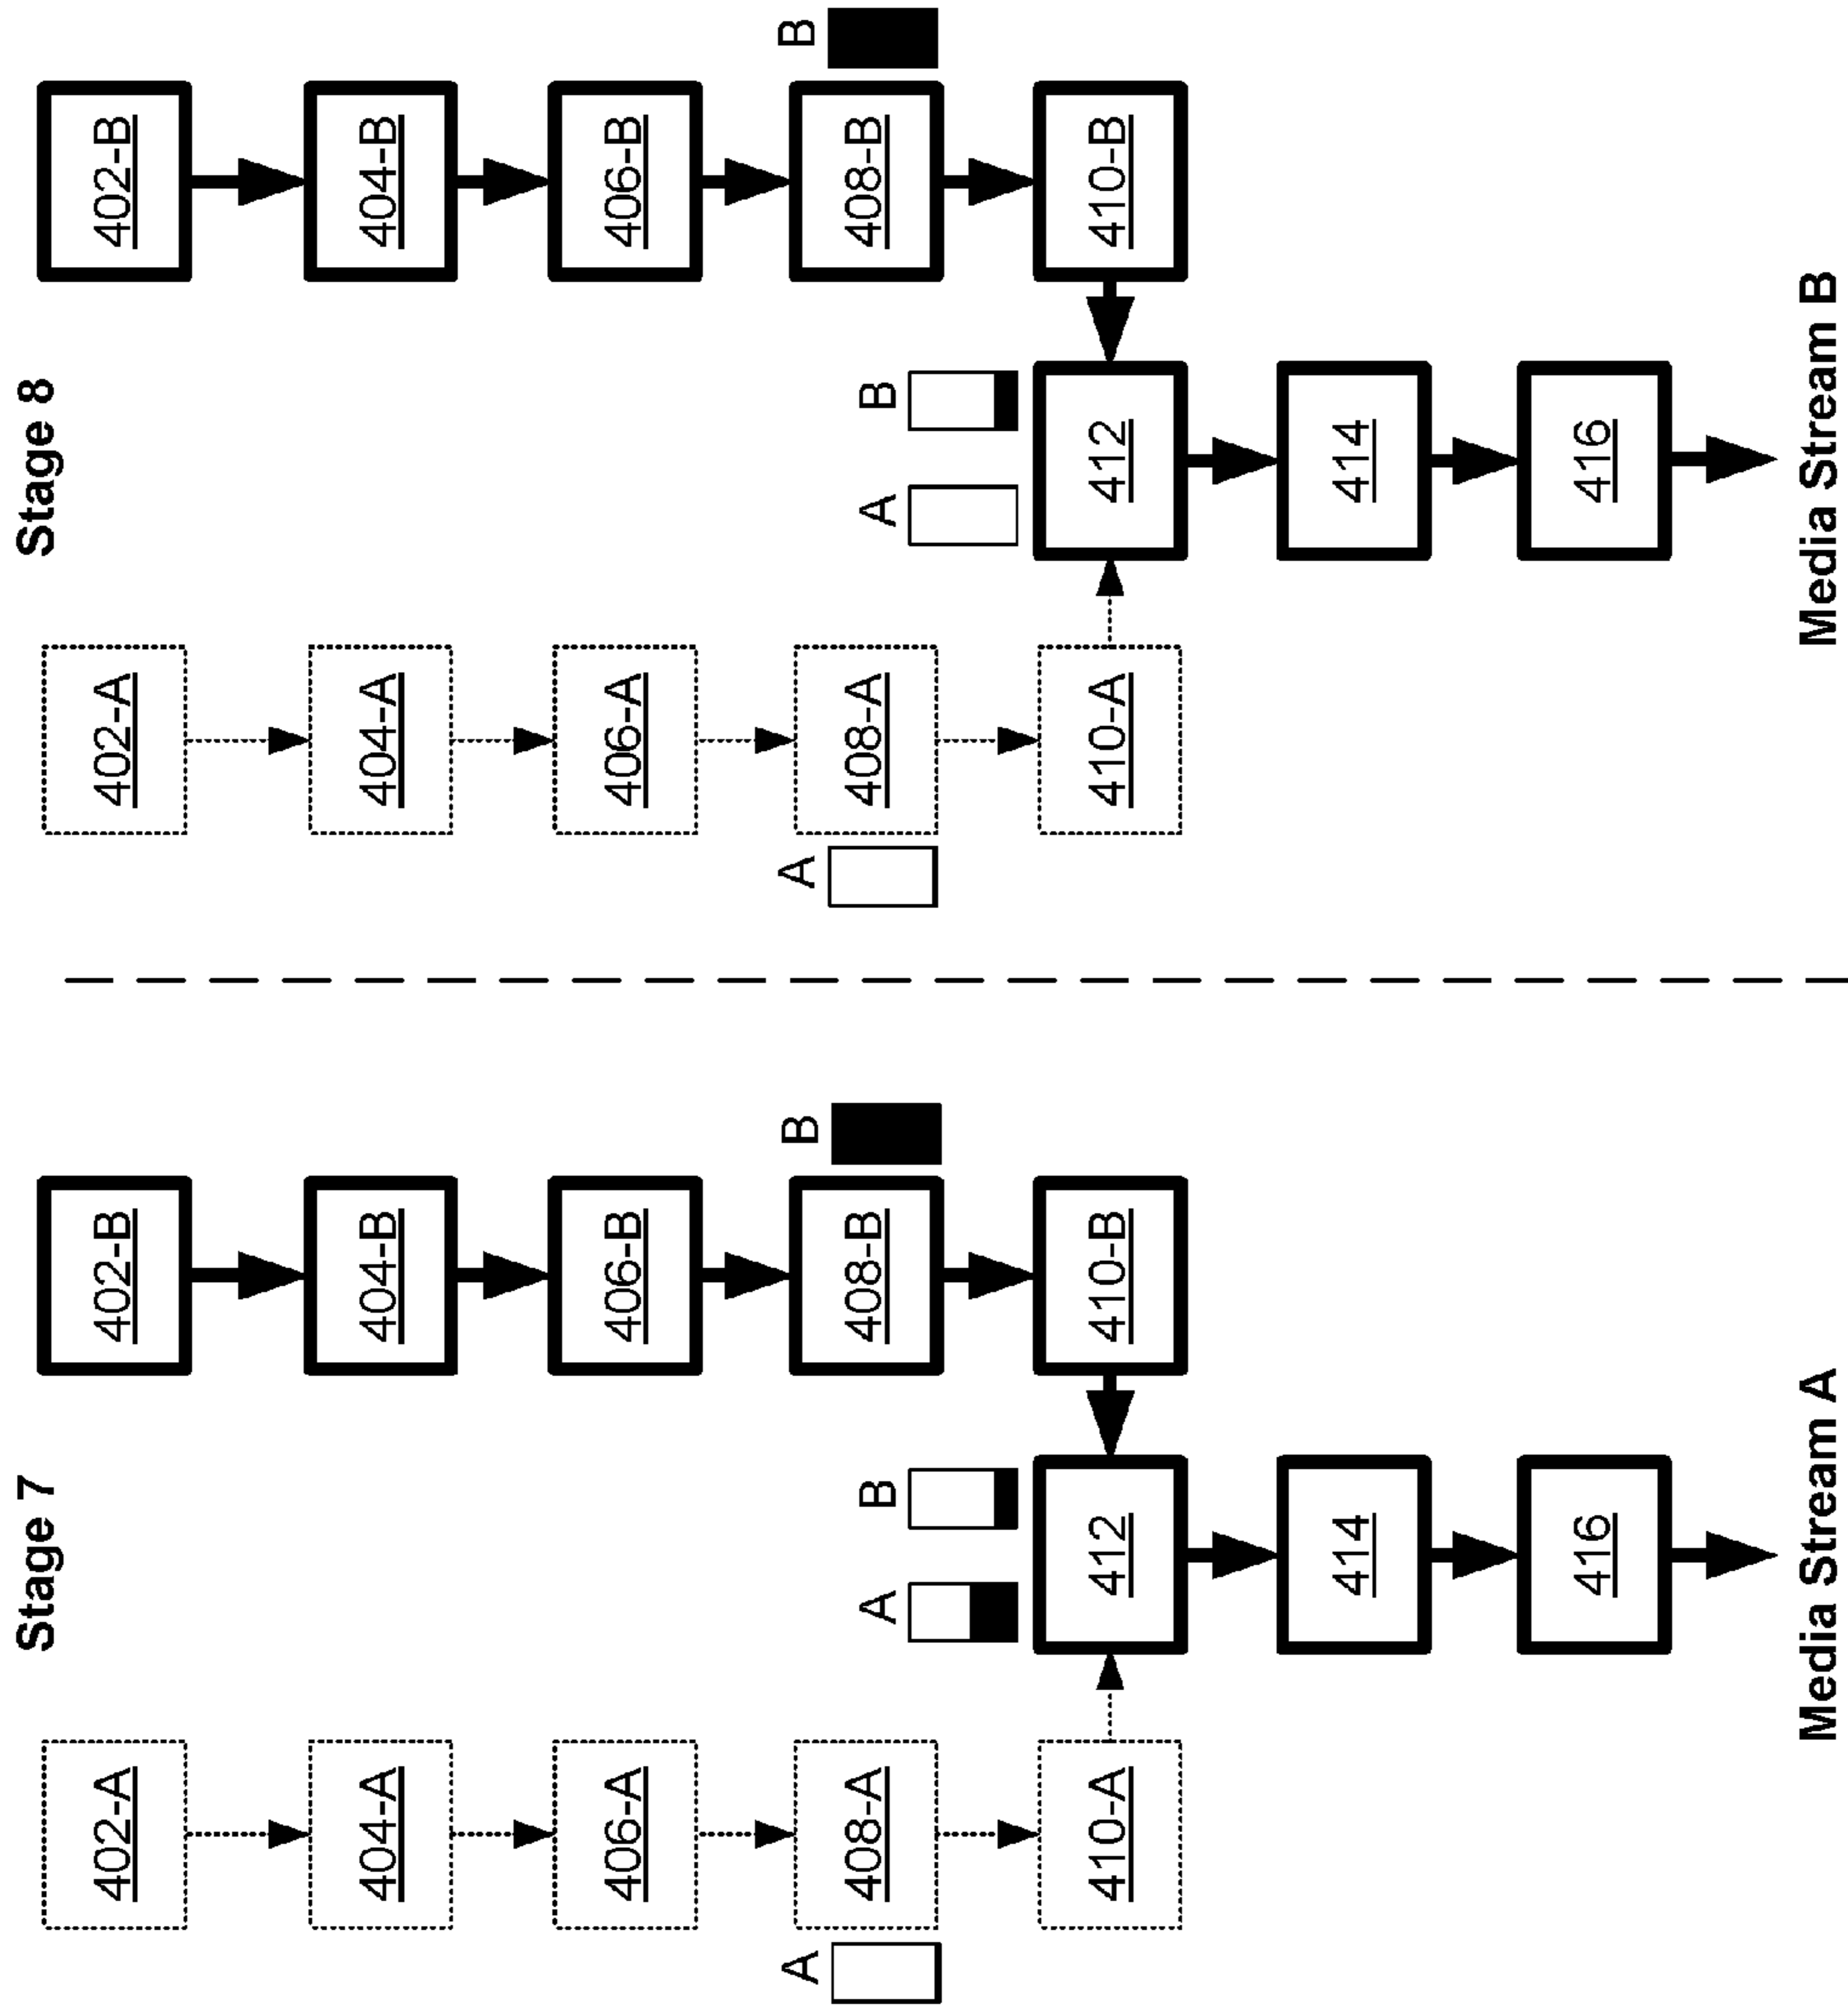 Stage 7 Stage 8
402-A 402-B 402-A 402-B
404-A 404-B 404-A 404-B
406-A 406-B 406-A 406-B
A B A B
408-A 408-B 408-A 408-B
A B A B
410-A 412 410-B 410-A 412 410-B
414 414
416 416
Media Stream A Media Stream B